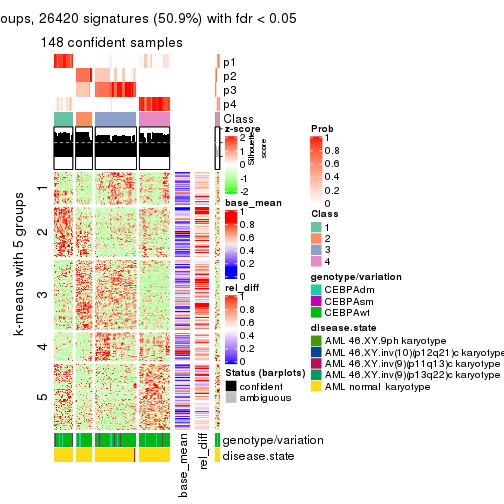 oups, 26420 signatures (50.9%) with fdr < 0.05
148 confident samples
p1
p2
p3
p4
Class
Silhouette
score
1
2
3
4
5
k-means with 5 groups
genotype/variation
disease.state
base_mean
rel_diff
z-score
2
1
0
-1
-2
base_mean
1
0.8
0.6
0.4
0.2
0
rel_diff
1
0.8
0.6
0.4
0.2
0
Status (barplots)
confident
ambiguous
Prob
1
0.8
0.6
0.4
0.2
0
Class
1
2
3
4
genotype/variation
CEBPAdm
CEBPAsm
CEBPAwt
disease.state
AML 46.XY.9ph karyotype
AML 46.XY.inv(10)(p12q21)c karyotype
AML 46.XY.inv(9)(p11q13)c karyotype
AML 46.XY.inv(9)(p13q22)c karyotype
AML normal karyotype